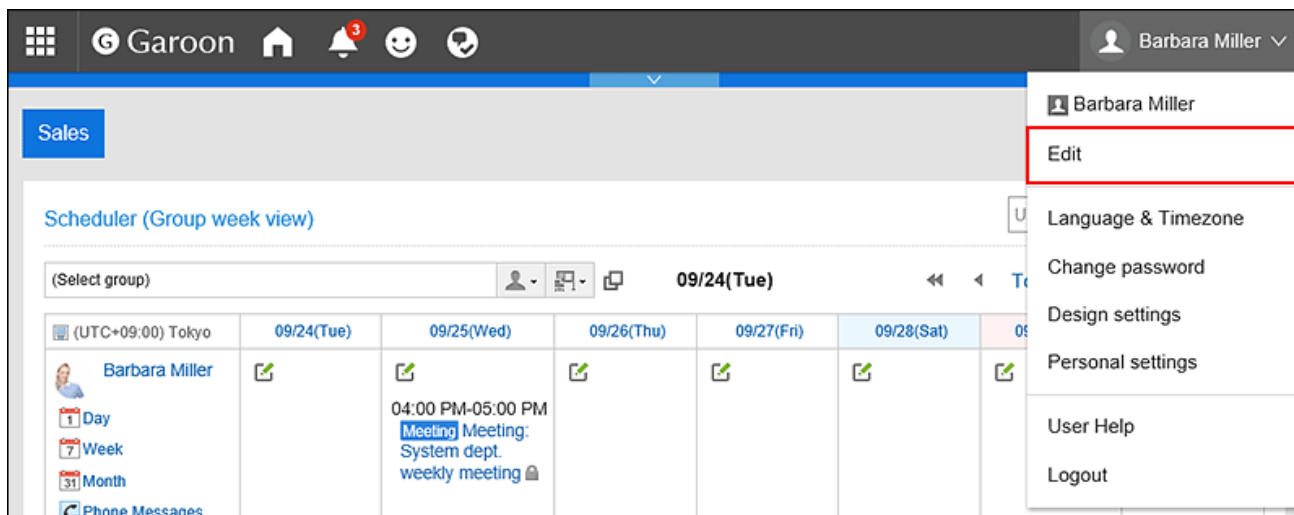 G Garoon
3
Barbara Miller
Barbara Miller
Edit
Language & Timezone
Change password
Design settings
Personal settings
User Help
Logout
Sales
Scheduler (Group week view)
U
(Select group)
09/24(Tue)
(UTC+09:00) Tokyo
09/24(Tue)
09/25(Wed)
09/26(Thu)
09/27(Fri)
09/28(Sat)
Barbara Miller
1 Day
7 Week
31 Month
Phone Messages
04:00 PM-05:00 PM
Meeting Meeting:
System dept.
weekly meeting